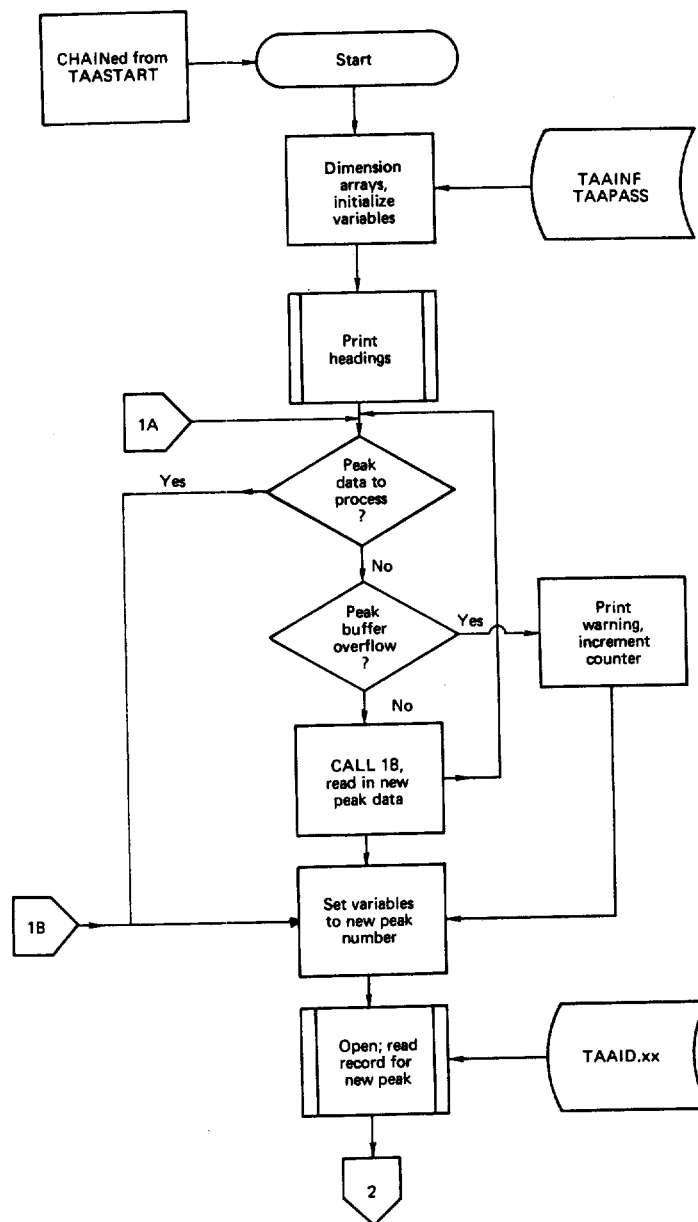 CHAINed from
TAASTART
Start
Dimension
arrays,
initialize
variables
TAAINF
TAAPASS
Print
headings
1A
Peak
data to
process
?
Yes
No
Peak
buffer
overflow
?
Yes
Print
warning,
increment
counter
No
CALL 18,
read in new
peak data
1B
Set variables
to new peak
number
Open; read
record for
new peak
TAAID.xx
2